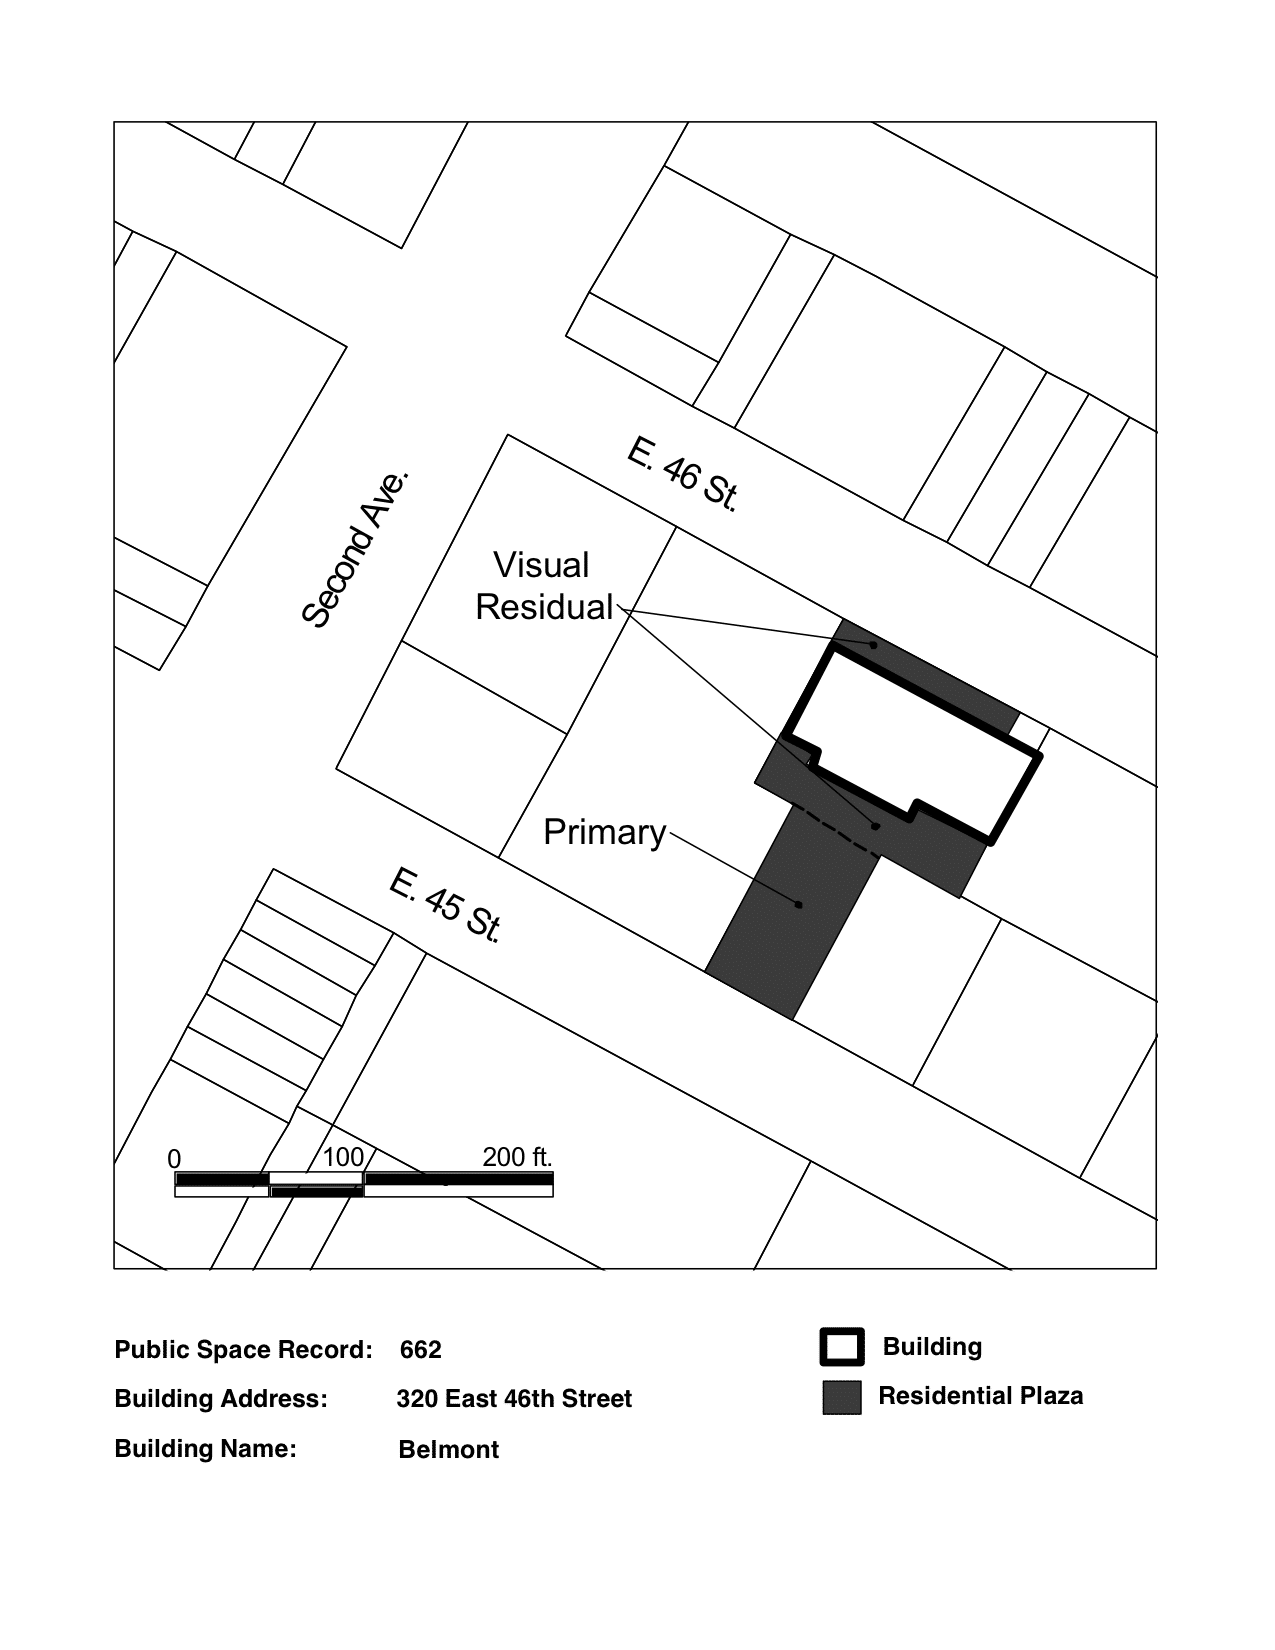 E. 46 St.
Second Ave.
Visual
Residual
Primary
E. 45 St.
0 100 200 ft.
Public Space Record: 662
Building Address: 320 East 46th Street
Building Name: Belmont
Building
Residential Plaza